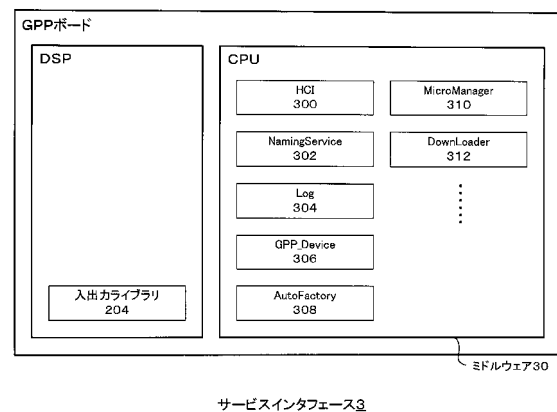 GPPボード
DSP
入出力ライブラリ
204
CPU
HCI
300
NamingService
302
Log
304
GPP_Device
306
AutoFactory
308
MicroManager
310
DownLoader
312
ミドルウェア30
サービスインタフェース3